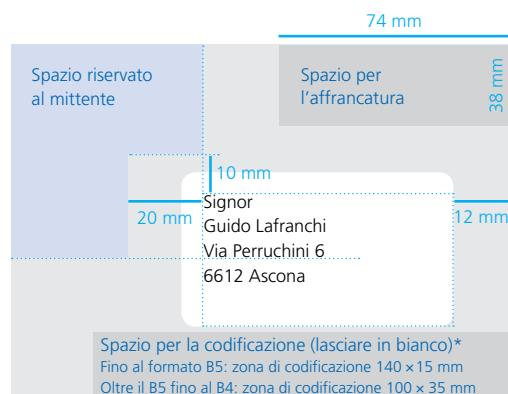 74 mm
Spazio riservato
al mittente
Spazio per
l'affrancatura
38 mm
10 mm
20 mm
12 mm
Signor
Guido Lafranchi
Via Perruchini 6
6612 Ascona
Spazio per la codificazione (lasciare in bianco)*
Fino al formato B5: zona di codificazione 140 × 15 mm
Oltre il B5 fino al B4: zona di codificazione 100 × 35 mm